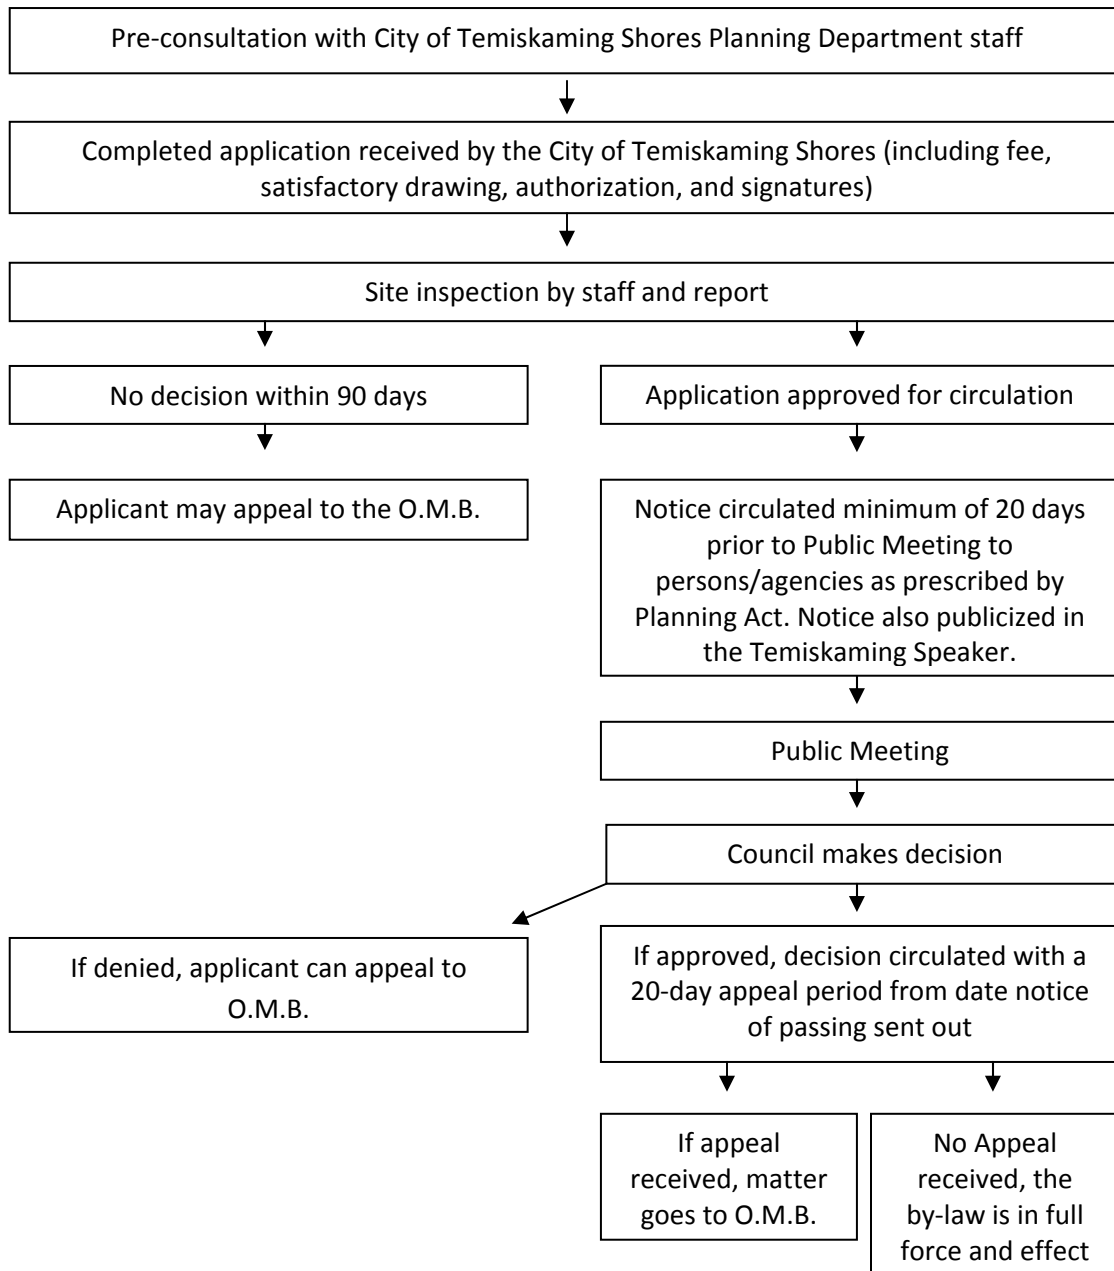 Pre-consultation with City of Temiskaming Shores Planning Department staff
Completed application received by the City of Temiskaming Shores (including fee,
satisfactory drawing, authorization, and signatures)
Site inspection by staff and report
No decision within 90 days
Applicant may appeal to the O.M.B.
Application approved for circulation
Notice circulated minimum of 20 days
prior to Public Meeting to
persons/agencies as prescribed by
Planning Act. Notice also publicized in
the Temiskaming Speaker.
Public Meeting
Council makes decision
If denied, applicant can appeal to
O.M.B.
If approved, decision circulated with a
20-day appeal period from date notice
of passing sent out
If appeal
received, matter
goes to O.M.B.
No Appeal
received, the
by-law is in full
force and effect